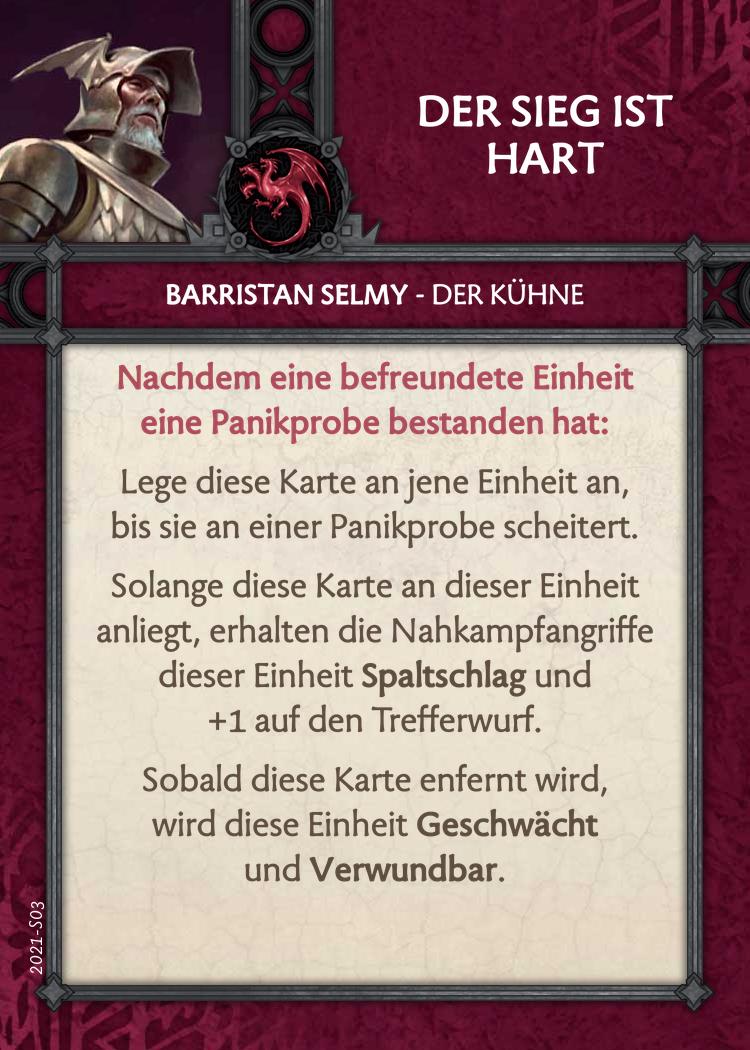 DER SIEG IST
HART
BARRISTAN SELMY - DER KÜHNE
Nachdem eine befreundete Einheit
eine Panikprobe bestanden hat:
Lege diese Karte an jene Einheit an,
bis sie an einer Panikprobe scheitert.
Solange diese Karte an dieser Einheit
anliegt, erhalten die Nahkampfangriffe
dieser Einheit Spaltschlag und
+1 auf den Trefferwurf.
Sobald diese Karte enfernt wird,
wird diese Einheit Geschwächt
und Verwundbar.
2021-S03